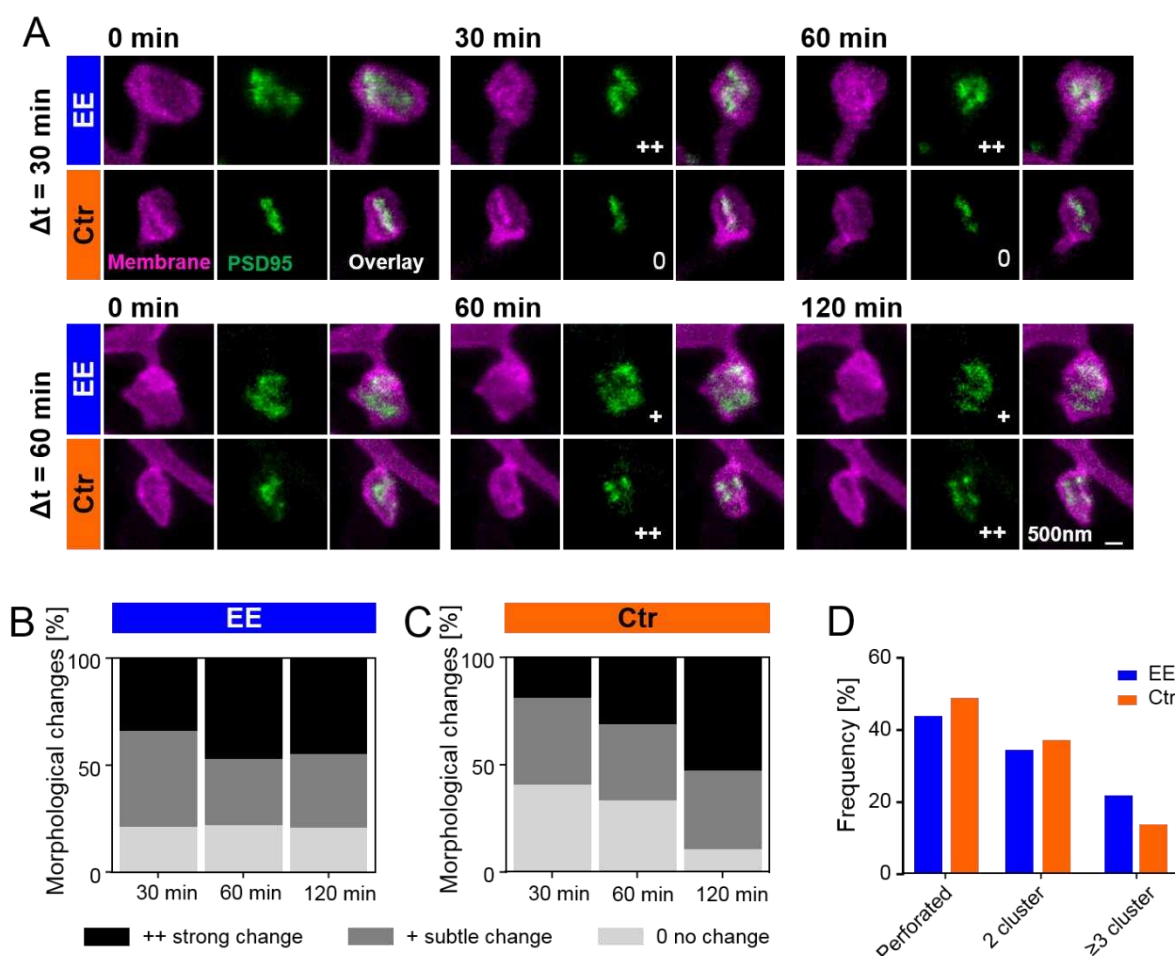 A
0 min 30 min 60 min
Δt = 30 min
EE
++ ++
Ctr
Membrane PSD95 Overlay 0 0
0 min 60 min 120 min
Δt = 60 min
EE
+ +
Ctr
++ ++ 500nm
B EE
Morphological changes [%]
100
50
0
30 min 60 min 120 min
C Ctr
Morphological changes [%]
100
50
0
30 min 60 min 120 min
++ strong change + subtle change 0 no change
D
Frequency [%]
60
40
20
0
EE
Ctr
Perforated 2 cluster ≥3 cluster